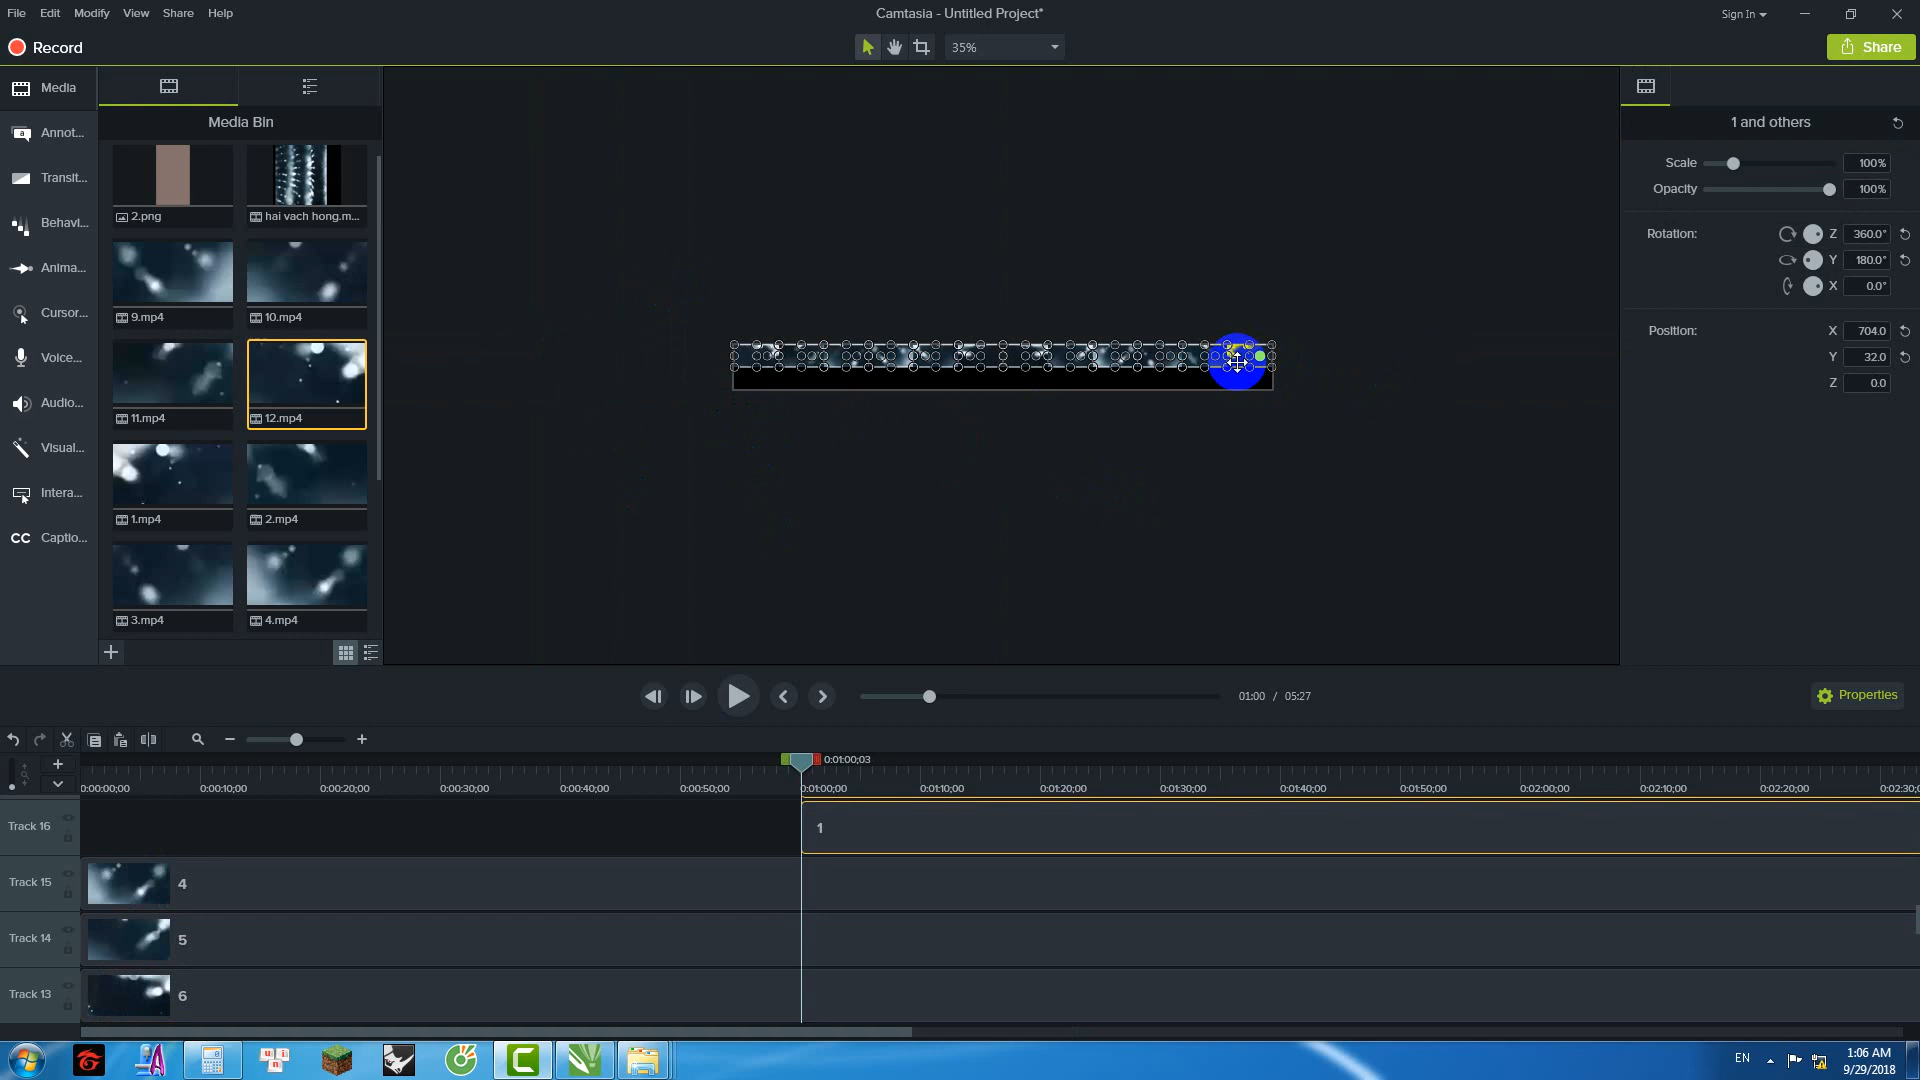 File Edit Modify View Share Help
Camtasia - Untitled Project*
Sign In
Record
35%
Share
Media
Annot...
Transit...
Behavi...
Anima...
Cursor...
Voice...
Audio...
Visual...
Intera...
CC Captio...
Media Bin
2.png
hai vach hong.m...
9.mp4
10.mp4
11.mp4
12.mp4
1.mp4
2.mp4
3.mp4
4.mp4
1 and others
Scale 100%
Opacity 100%
Rotation: Z 360.0°
Y 180.0°
X 0.0°
Position: X 704.0
Y 32.0
Z 0.0
01:00 / 05:27
Properties
0:01:00;03
0:00:00;00 0:00:10;00 0:00:20;00 0:00:30;00 0:00:40;00 0:00:50;00 0:01:00;00 0:01:10;00 0:01:20;00 0:01:30;00 0:01:40;00 0:01:50;00 0:02:00;00 0:02:10;00 0:02:20;00 0:02:30;0
Track 16
1
Track 15
4
Track 14
5
Track 13
6
EN
1:06 AM
9/29/2018